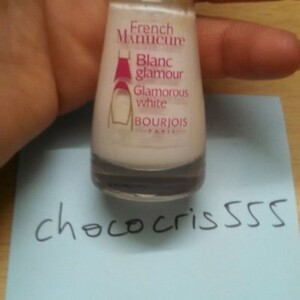 French
Manucure
Blanc
glamour
Glamorous
white
BOURJOIS
PARIS
chococris555